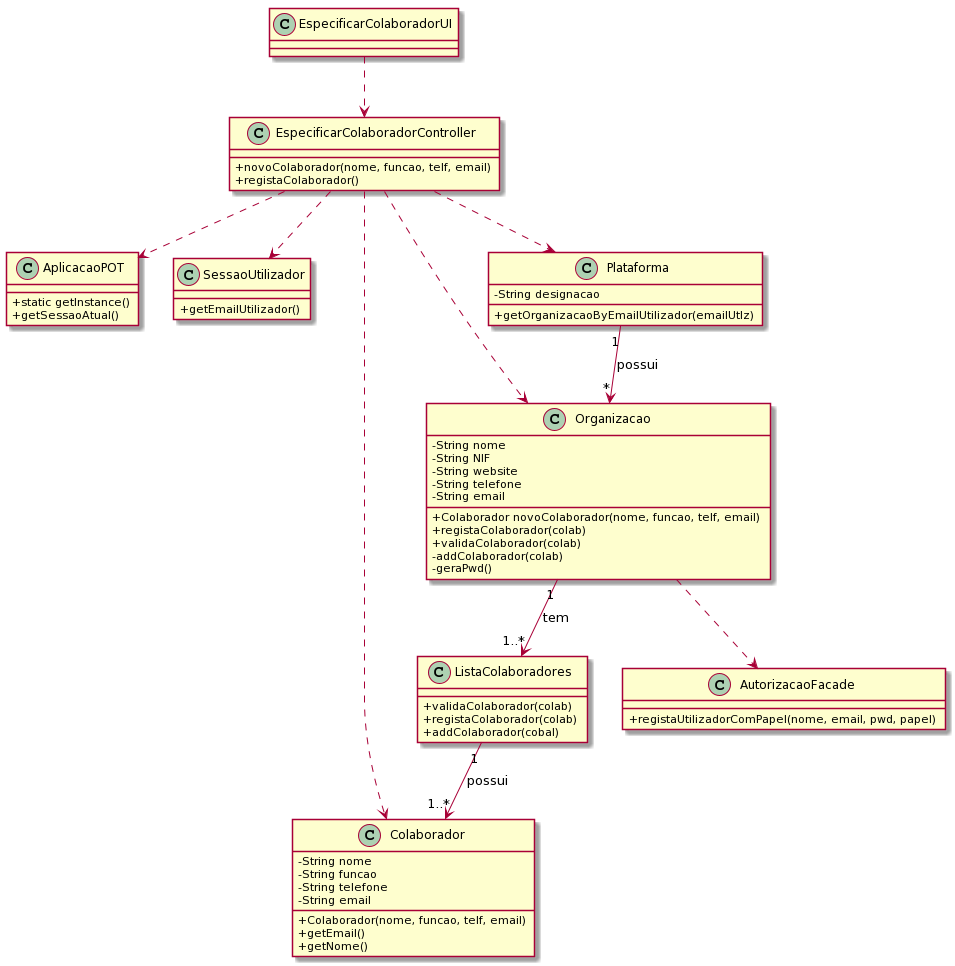 C EspecificarColaboradorUI
C EspecificarColaboradorController
+novoColaborador(nome, funcao, telf, email)
+registaColaborador()
C AplicacaoPOT
+static getInstance()
+getSessaoAtual()
C SessaoUtilizador
+getEmailUtilizador()
C Plataforma
-String designacao
+getOrganizacaoByEmailUtilizador(emailUtlz)
1
possui
*
C Organizacao
-String nome
-String NIF
-String website
-String telefone
-String email
+Colaborador novoColaborador(nome, funcao, telf, email)
+registaColaborador(colab)
+validaColaborador(colab)
-addColaborador(colab)
-geraPwd()
1
tem
1..*
C ListaColaboradores
+validaColaborador(colab)
+registaColaborador(colab)
+addColaborador(cobal)
C AutorizacaoFacade
+registaUtilizadorComPapel(nome, email, pwd, papel)
1
possui
1..*
C Colaborador
-String nome
-String funcao
-String telefone
-String email
+Colaborador(nome, funcao, telf, email)
+getEmail()
+getNome()